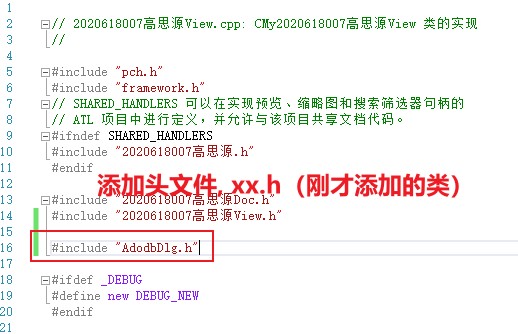 1
2 // 2020618007高思源View.cpp: CMy2020618007高思源View 类的实现
3 //
4
5 #include "pch.h"
6 #include "framework.h"
7 // SHARED_HANDLERS 可以在实现预览、缩略图和搜索筛选器句柄的
8 // ATL 项目中进行定义，并允许与该项目共享文档代码。
9 #ifndef SHARED_HANDLERS
10 #include "2020618007高思源.h"
11 #endif
12
添加头文件, xx.h（刚才添加的类）
13 #include "2020618007高思源Doc.h"
14 #include "2020618007高思源View.h"
15
16 #include "AdodbDlg.h"
17
18 #ifdef _DEBUG
19 #define new DEBUG_NEW
20 #endif
21